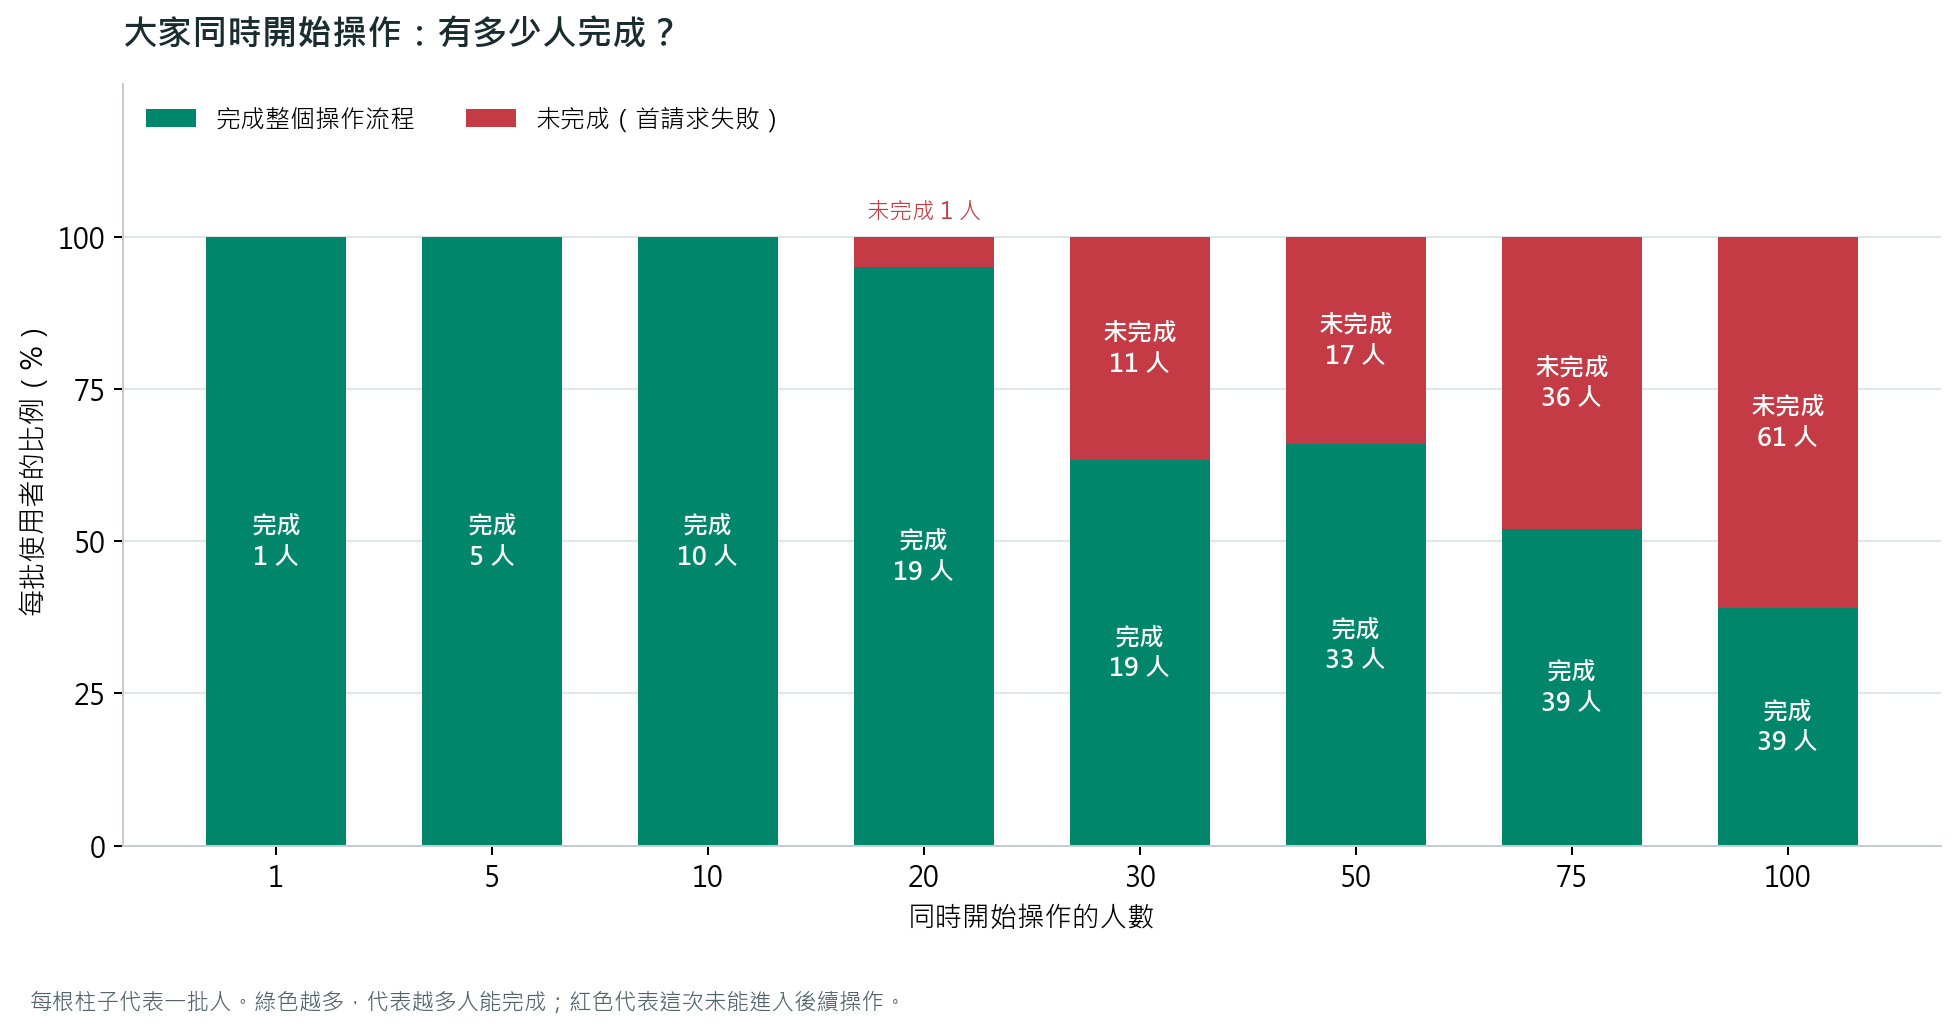 大家同時開始操作：有多少人完成？
完成整個操作流程
未完成（首請求失敗）
未完成 1 人
每批使用者的比例（%）
100
75
50
25
0
完成
1 人
完成
5 人
完成
10 人
完成
19 人
未完成
11 人
完成
19 人
未完成
17 人
完成
33 人
未完成
36 人
完成
39 人
未完成
61 人
完成
39 人
1
5
10
20
30
50
75
100
同時開始操作的人數
每根柱子代表一批人。綠色越多，代表越多人能完成；紅色代表這次未能進入後續操作。